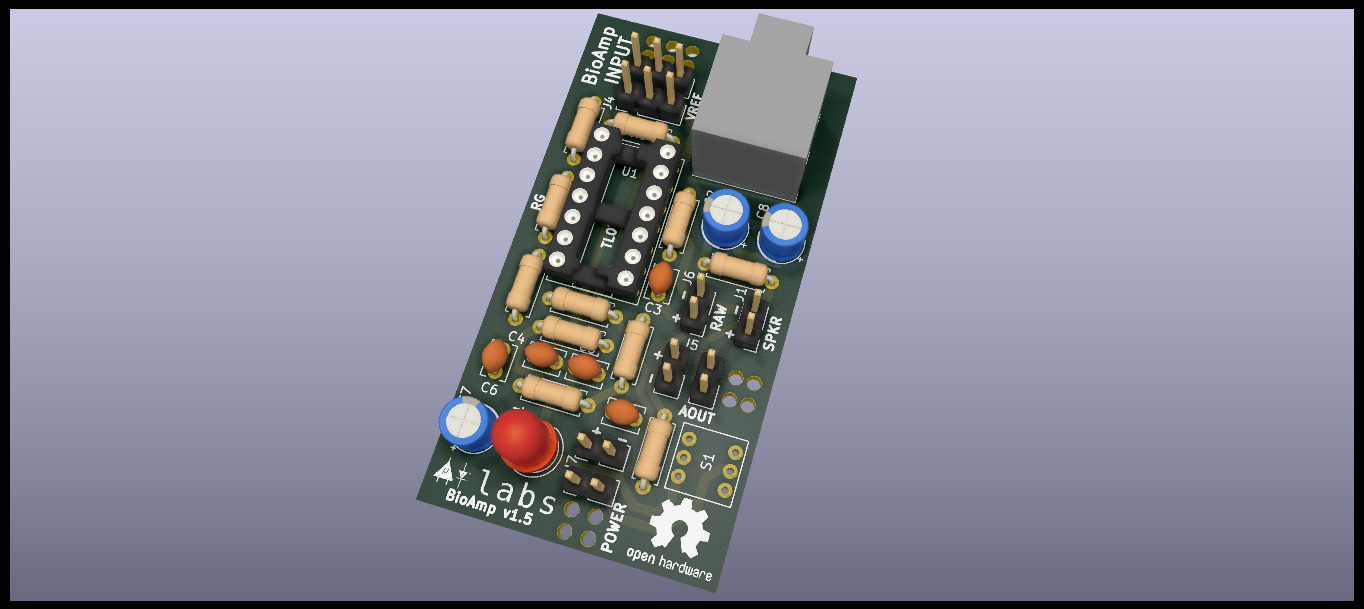 BioAmp
INPUT
J4
VREF
U1
RG
TLO
C8
J6
J1
C3
RAW
SPKR
C4
J5
C6
AOUT
S1
labs
BioAmp v1.5
POWER
open hardware